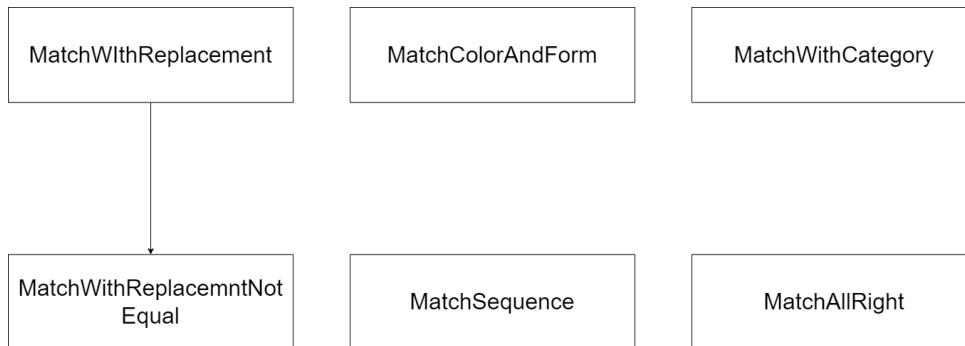 MatchWIthReplacement
MatchColorAndForm
MatchWithCategory
MatchWithReplacemntNot
Equal
MatchSequence
MatchAllRight